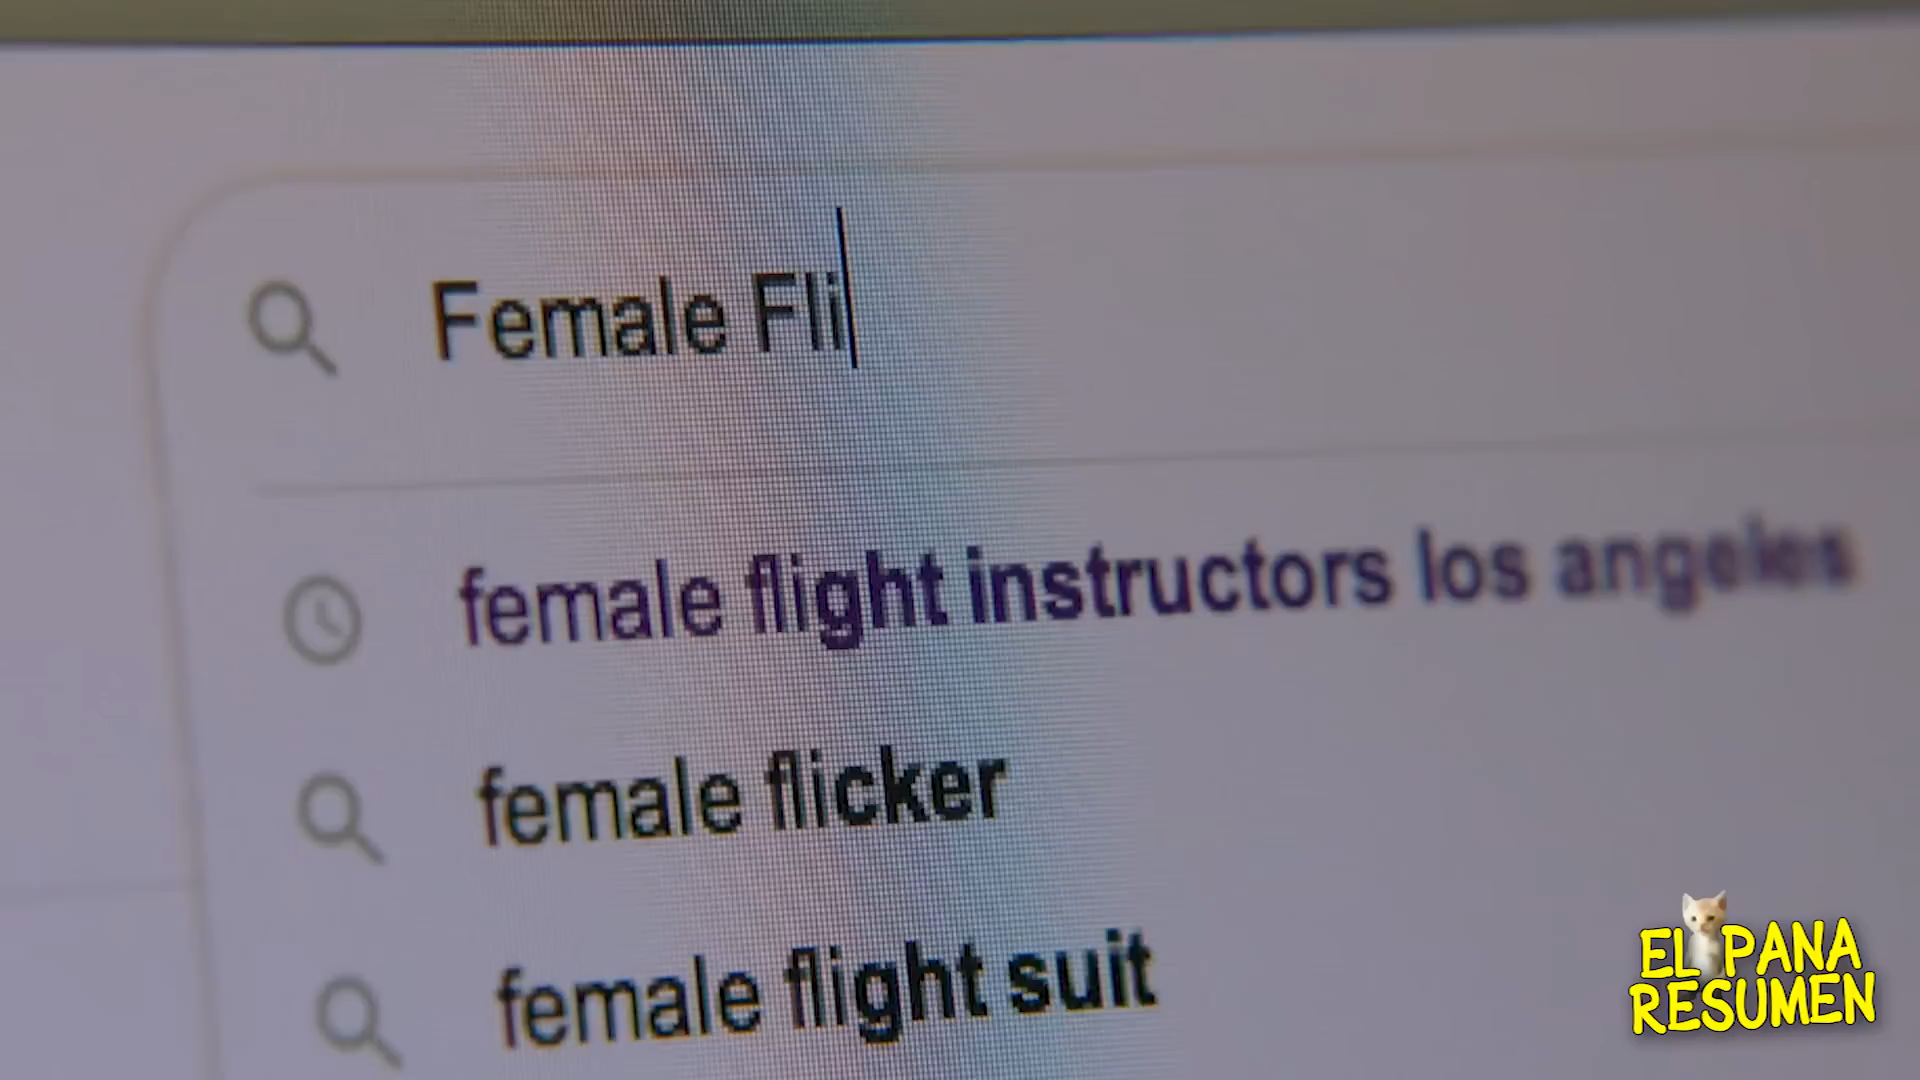 Female Fli
female flight instructors los angeles
female flicker
female flight suit
EL PANA
RESUMEN